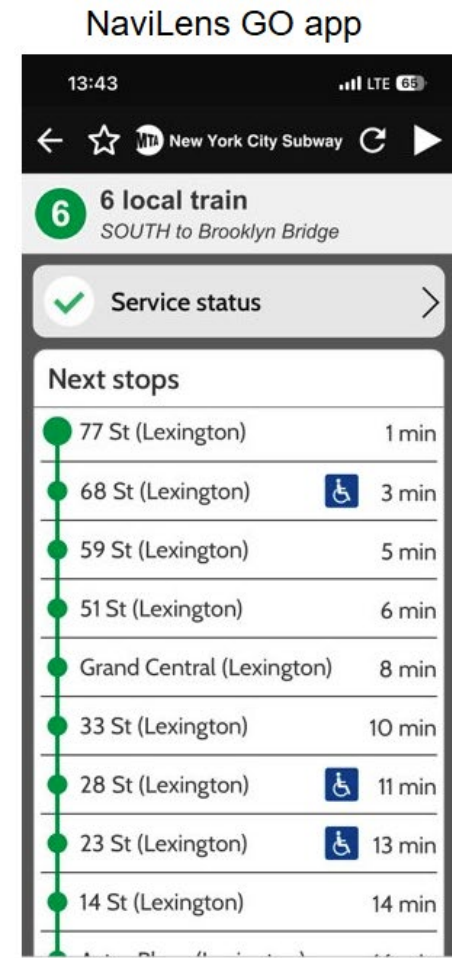 NaviLens GO app
13:43
LTE 65
MTA New York City Subway
6
6 local train
SOUTH to Brooklyn Bridge
Service status
Next stops
77 St (Lexington) 1 min
68 St (Lexington) 3 min
59 St (Lexington) 5 min
51 St (Lexington) 6 min
Grand Central (Lexington) 8 min
33 St (Lexington) 10 min
28 St (Lexington) 11 min
23 St (Lexington) 13 min
14 St (Lexington) 14 min